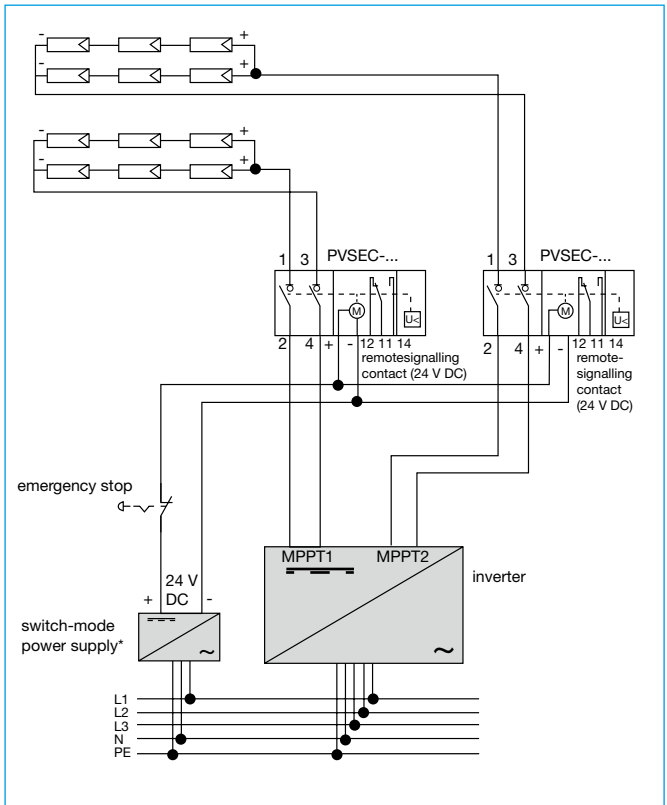 - +
- +
- +
- +
1 3 PVSEC-...
1 3 PVSEC-...
M
U<
M
U<
2 4 + - 12 11 14
remotesignalling
contact (24 V DC)
2 4 + - 12 11 14
remote-
signalling
contact
(24 V DC)
emergency stop
MPPT1 MPPT2
inverter
24 V
+ DC -
switch-mode
power supply*
~
~
L1
L2
L3
N
PE